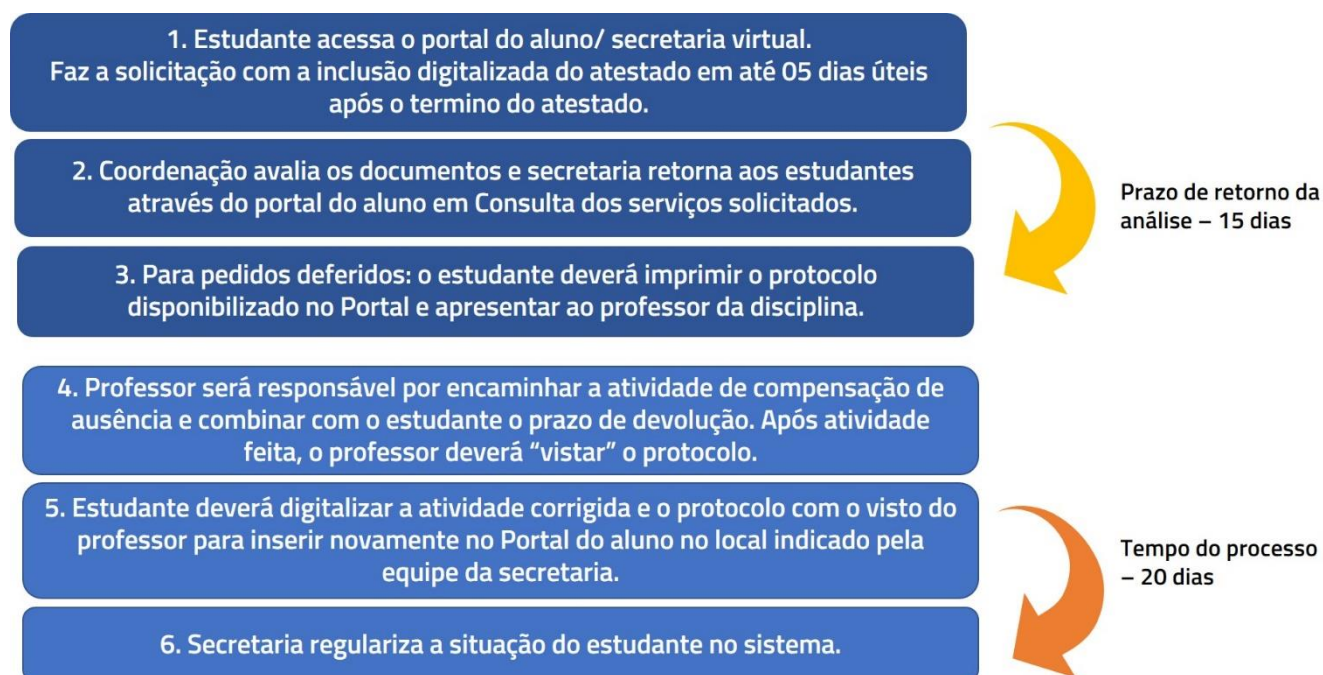 1. Estudante acessa o portal do aluno/ secretaria virtual.
Faz a solicitação com a inclusão digitalizada do atestado em até 05 dias úteis
após o termino do atestado.
2. Coordenação avalia os documentos e secretaria retorna aos estudantes
através do portal do aluno em Consulta dos serviços solicitados.
Prazo de retorno da
análise – 15 dias
3. Para pedidos deferidos: o estudante deverá imprimir o protocolo
disponibilizado no Portal e apresentar ao professor da disciplina.
4. Professor será responsável por encaminhar a atividade de compensação de
ausência e combinar com o estudante o prazo de devolução. Após atividade
feita, o professor deverá “vistar” o protocolo.
5. Estudante deverá digitalizar a atividade corrigida e o protocolo com o visto do
professor para inserir novamente no Portal do aluno no local indicado pela
equipe da secretaria.
Tempo do processo
– 20 dias
6. Secretaria regulariza a situação do estudante no sistema.